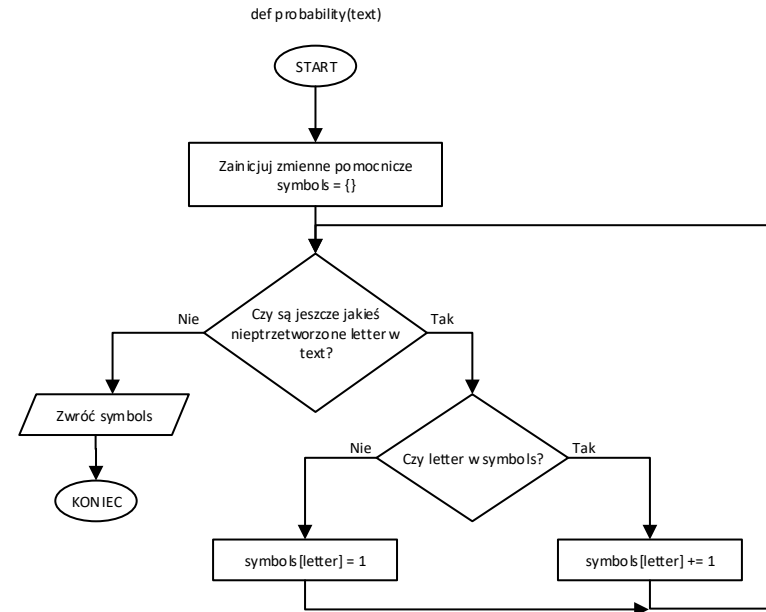 def probability(text)
START
Zainicjuj zmienne pomocnicze
symbols = {}
Nie
Czy są jeszcze jakieś
nieptrzetworzone letter w
text?
Tak
Zwróć symbols
Nie
Czy letter w symbols?
Tak
KONIEC
symbols[letter] = 1
symbols[letter] += 1